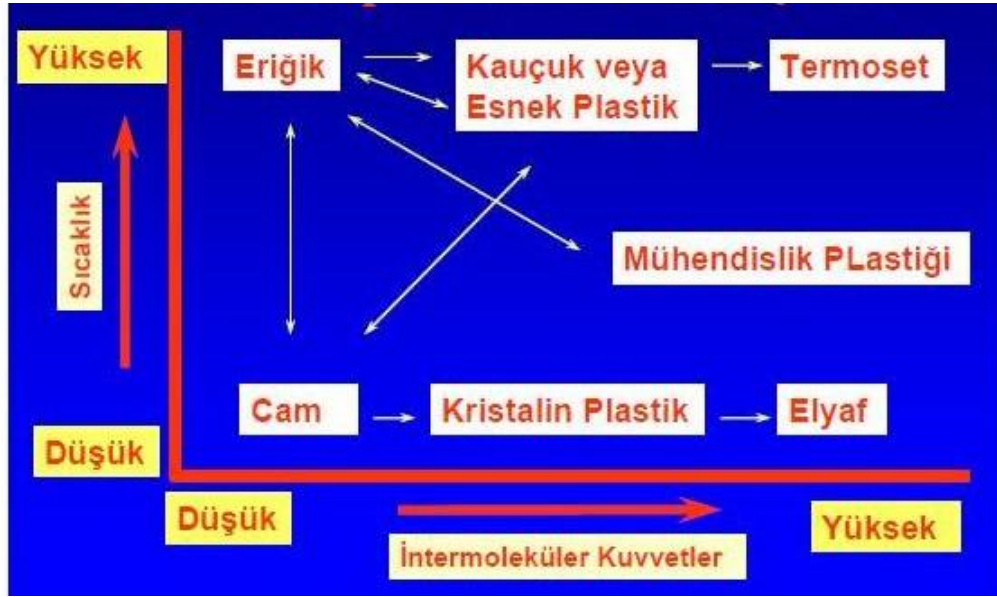 Yüksek
Eriğik
Kauçuk veya
Esnek Plastik
Termoset
Sıcaklık
Mühendislik PLastiği
Cam
Kristalin Plastik
Elyaf
Düşük
Düşük
İntermoleküler Kuvvetler
Yüksek